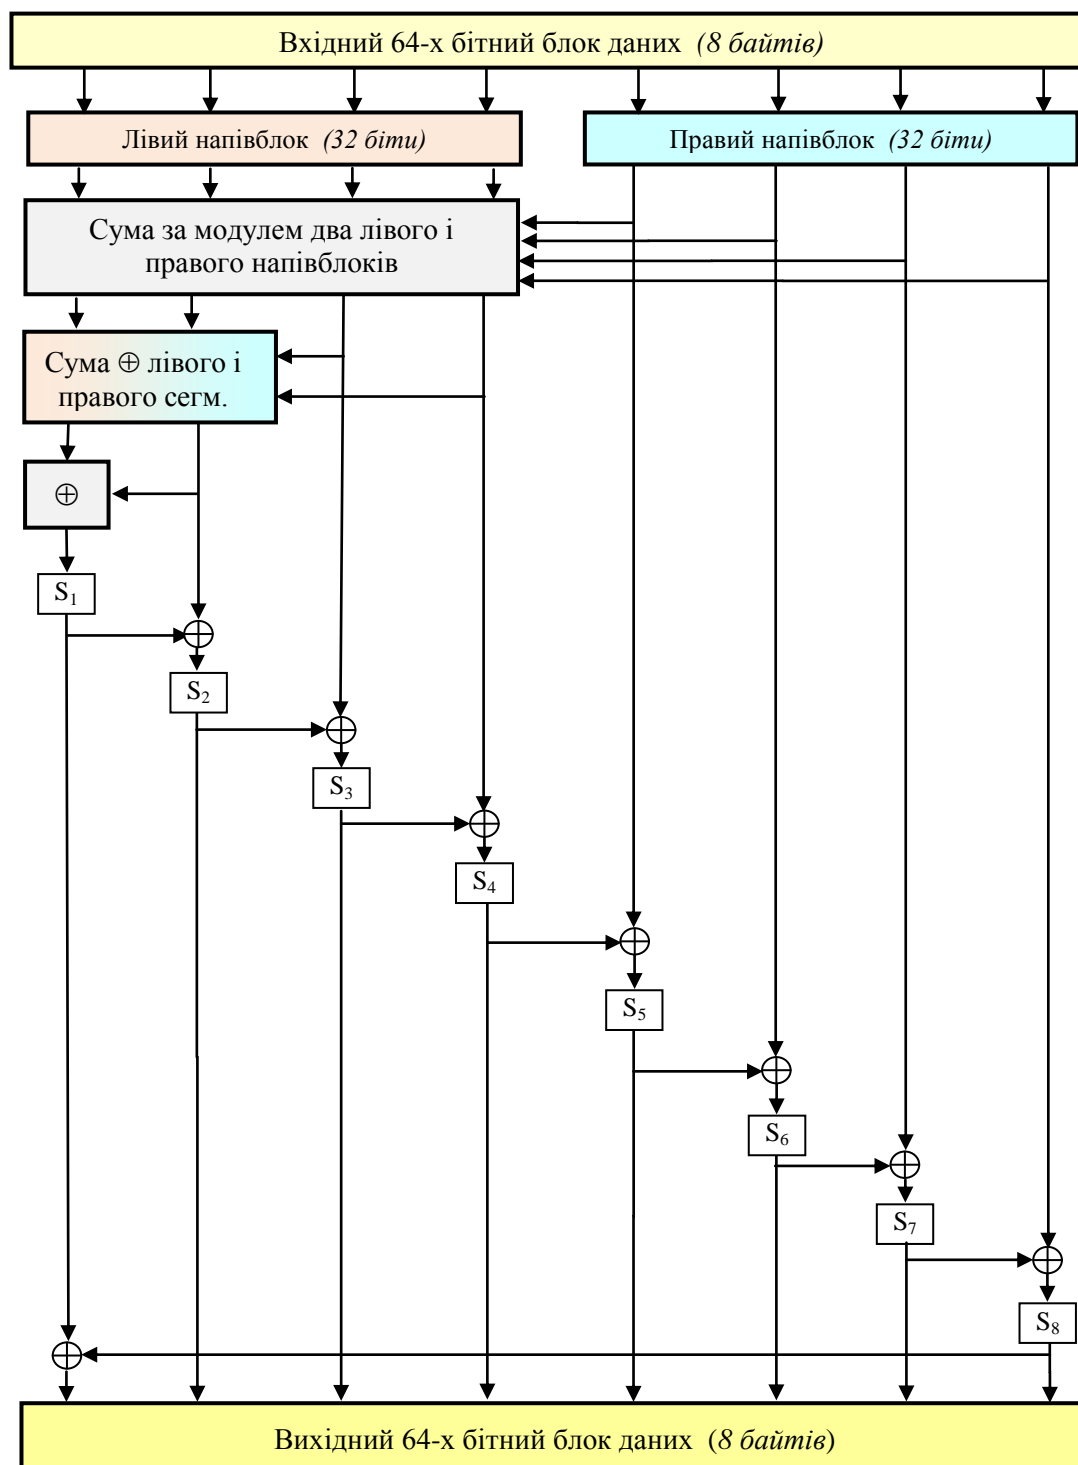 Вхідний 64-х бітний блок даних (8 байтів)
Лівий напівблок (32 біти)
Правий напівблок (32 біти)
Сума за модулем два лівого і
правого напівблоків
Сума ⊕ лівого і
правого сегм.
⊕
S₁
S₂
S₃
S₄
S₅
S₆
S₇
S₈
Вихідний 64-х бітний блок даних (8 байтів)